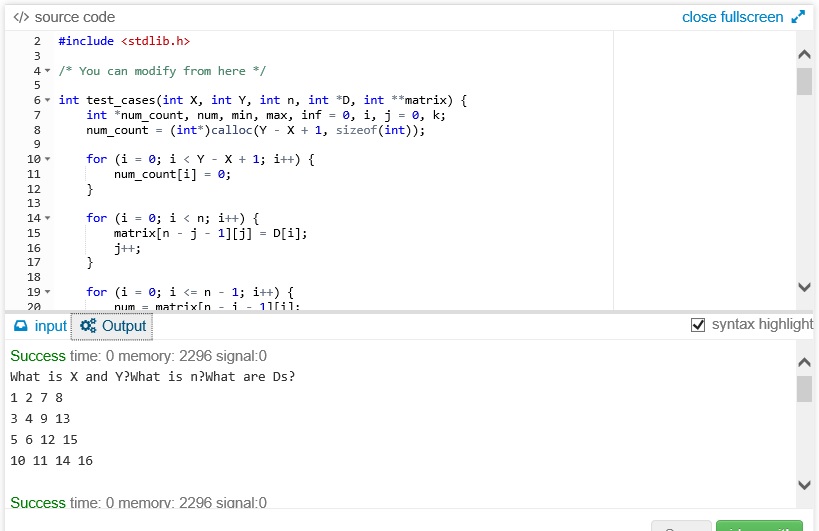 </> source code
close fullscreen
2 #include <stdlib.h>
3
4 /* You can modify from here */
5
6 int test_cases(int X, int Y, int n, int *D, int **matrix) {
7 int *num_count, num, min, max, inf = 0, i, j = 0, k;
8 num_count = (int*)calloc(Y - X + 1, sizeof(int));
9
10 for (i = 0; i < Y - X + 1; i++) {
11 num_count[i] = 0;
12 }
13
14 for (i = 0; i < n; i++) {
15 matrix[n - j - 1][j] = D[i];
16 j++;
17 }
18
19 for (i = 0; i <= n - 1; i++) {
20 num = matrix[n - i - 1][i];
input
Output
syntax highlight
Success time: 0 memory: 2296 signal:0
What is X and Y?What is n?What are Ds?
1 2 7 8
3 4 9 13
5 6 12 15
10 11 14 16
Success time: 0 memory: 2296 signal:0